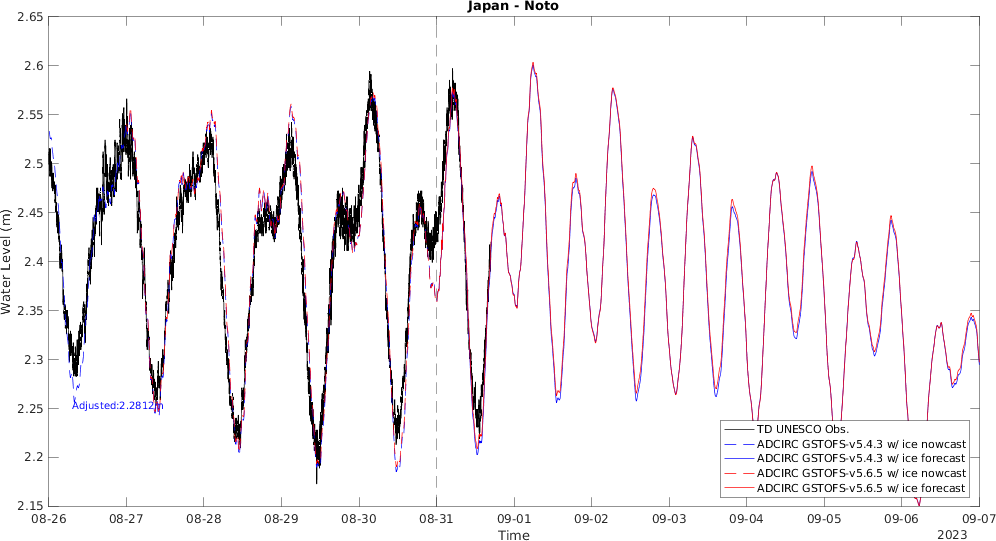 Japan - Noto
Water Level (m)
2.65
2.6
2.55
2.5
2.45
2.4
2.35
2.3
2.25
2.2
2.15
Adjusted:2.2812m
TD UNESCO Obs.
ADCIRC GSTOFS-v5.4.3 w/ ice nowcast
ADCIRC GSTOFS-v5.4.3 w/ ice forecast
ADCIRC GSTOFS-v5.6.5 w/ ice nowcast
ADCIRC GSTOFS-v5.6.5 w/ ice forecast
08-26 08-27 08-28 08-29 08-30 08-31 09-01 09-02 09-03 09-04 09-05 09-06 09-07
Time
2023